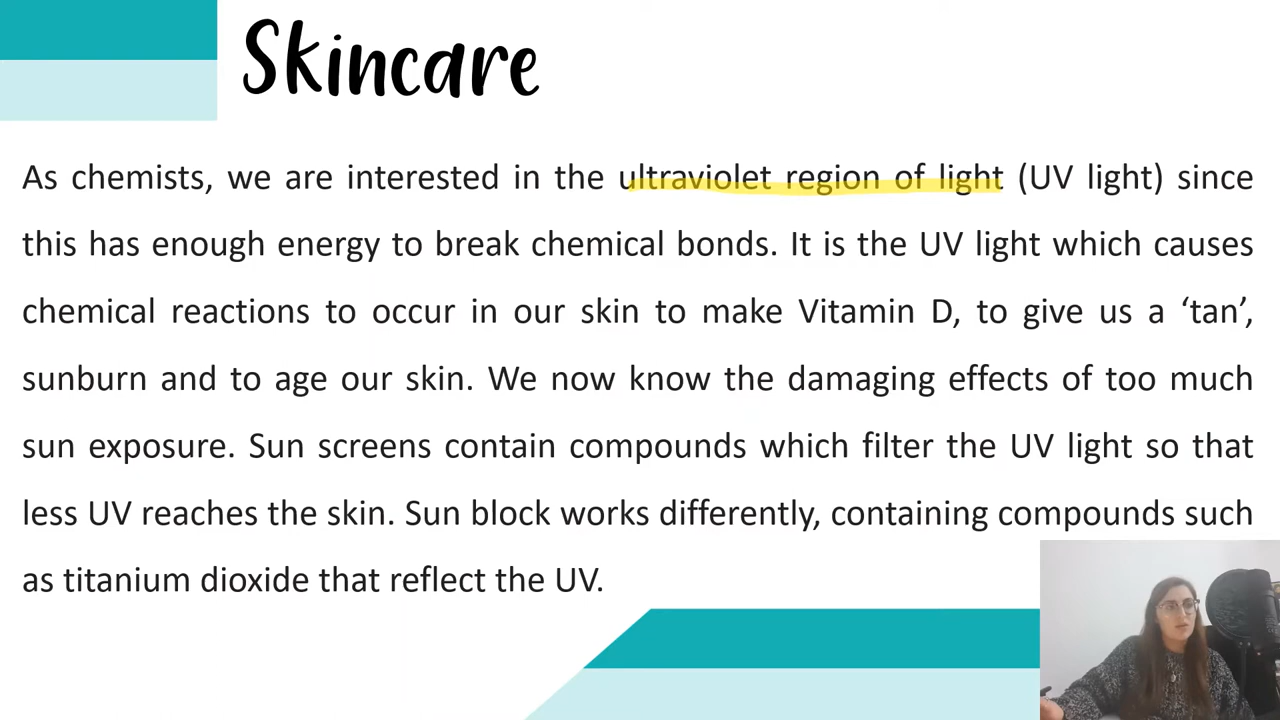 Skincare
As chemists, we are interested in the ultraviolet region of light (UV light) since
this has enough energy to break chemical bonds. It is the UV light which causes
chemical reactions to occur in our skin to make Vitamin D, to give us a ‘tan’,
sunburn and to age our skin. We now know the damaging effects of too much
sun exposure. Sun screens contain compounds which filter the UV light so that
less UV reaches the skin. Sun block works differently, containing compounds such
as titanium dioxide that reflect the UV.